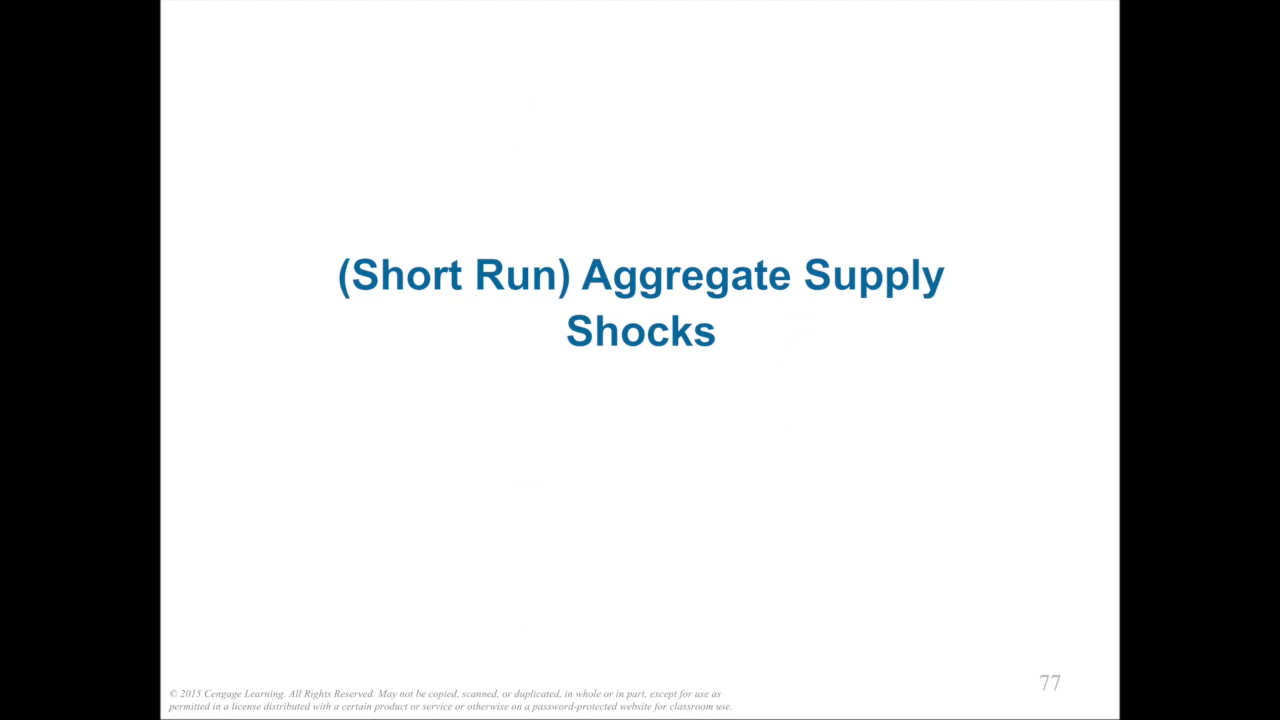 (Short Run) Aggregate Supply
Shocks
© 2015 Cengage Learning. All Rights Reserved. May not be copied, scanned, or duplicated, in whole or in part, except for use as
permitted in a license distributed with a certain product or service or otherwise on a password-protected website for classroom use.
77